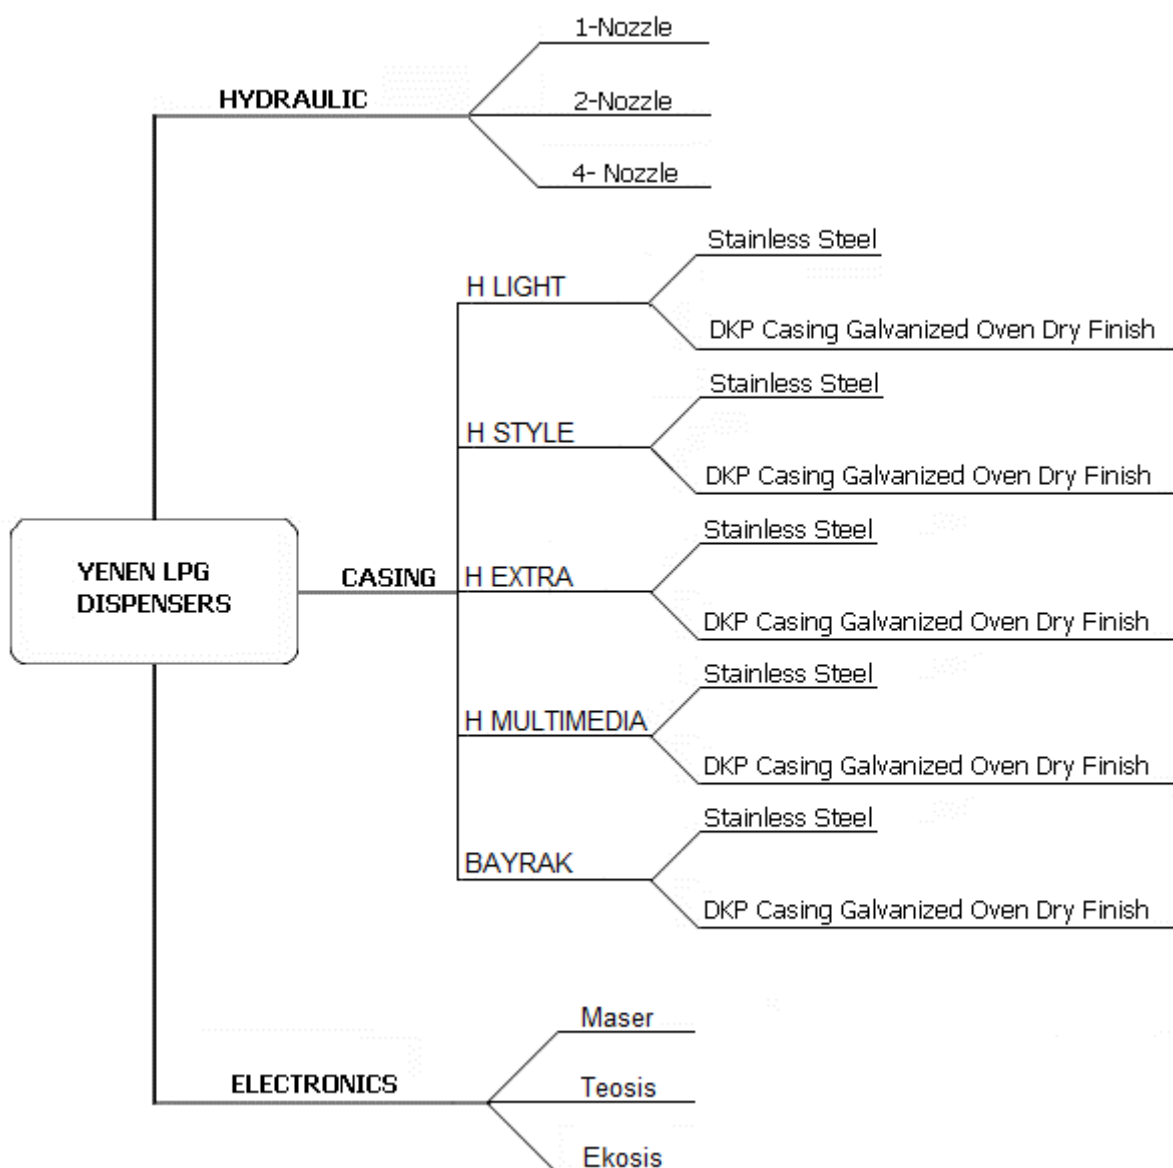 1-Nozzle
HYDRAULIC
2-Nozzle
4- Nozzle
Stainless Steel
H LIGHT
DKP Casing Galvanized Oven Dry Finish
Stainless Steel
H STYLE
DKP Casing Galvanized Oven Dry Finish
Stainless Steel
YENEN LPG
DISPENSERS
CASING
H EXTRA
DKP Casing Galvanized Oven Dry Finish
Stainless Steel
H MULTIMEDIA
DKP Casing Galvanized Oven Dry Finish
Stainless Steel
BAYRAK
DKP Casing Galvanized Oven Dry Finish
Maser
ELECTRONICS
Teosis
Ekosis